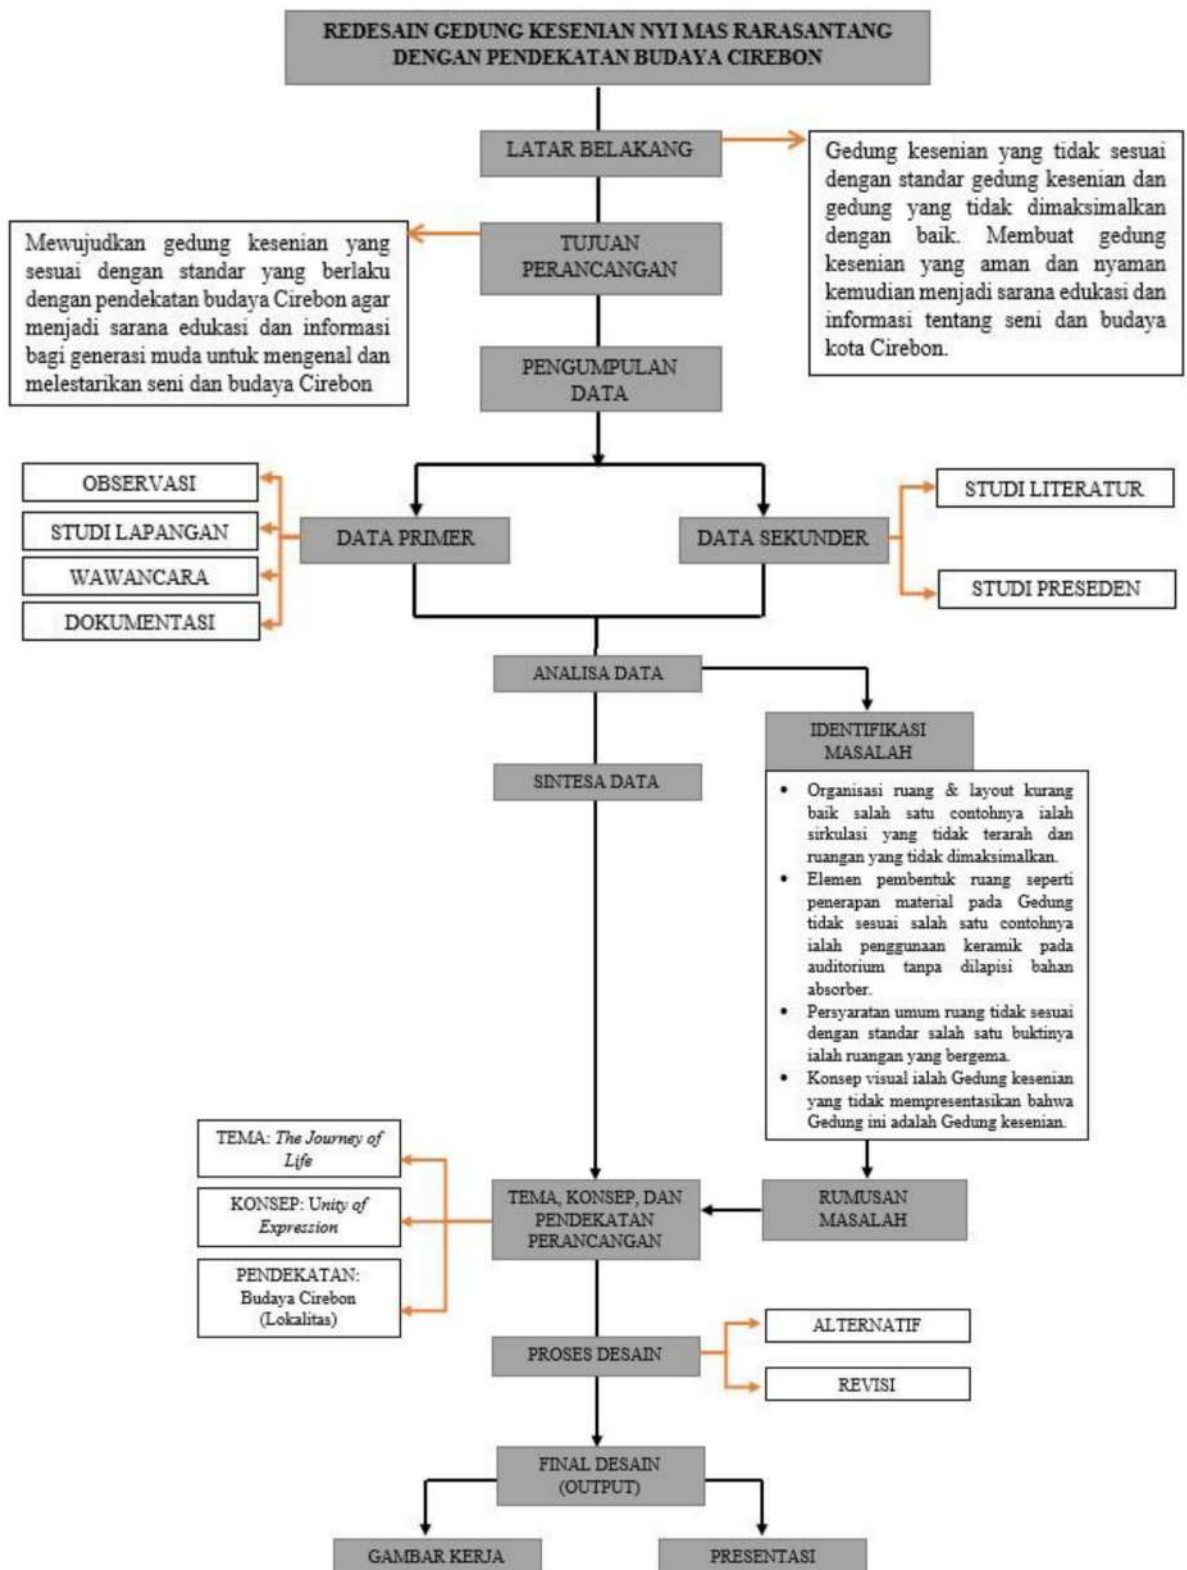 REDESAIN GEDUNG KESENIAN NYI MAS RARASANTANG
DENGAN PENDEKATAN BUDAYA CIREBON
LATAR BELAKANG
Gedung kesenian yang tidak sesuai
dengan standar gedung kesenian dan
gedung yang tidak dimaksimalkan
dengan baik. Membuat gedung
kesenian yang aman dan nyaman
kemudian menjadi sarana edukasi dan
informasi tentang seni dan budaya
kota Cirebon.
TUJUAN
PERANCANGAN
Mewujudkan gedung kesenian yang
sesuai dengan standar yang berlaku
dengan pendekatan budaya Cirebon agar
menjadi sarana edukasi dan informasi
bagi generasi muda untuk mengenal dan
melestarikan seni dan budaya Cirebon
PENGUMPULAN
DATA
OBSERVASI
STUDI LAPANGAN
WAWANCARA
DOKUMENTASI
DATA PRIMER
DATA SEKUNDER
STUDI LITERATUR
STUDI PRESEDEN
ANALISA DATA
IDENTIFIKASI
MASALAH
SINTESA DATA
• Organisasi ruang & layout kurang
baik salah satu contohnya ialah
sirkulasi yang tidak terarah dan
ruangan yang tidak dimaksimalkan.
• Elemen pembentuk ruang seperti
penerapan material pada Gedung
tidak sesuai salah satu contohnya
ialah penggunaan keramik pada
auditorium tanpa dilapisi bahan
absorber.
• Persyaratan umum ruang tidak sesuai
dengan standar salah satu buktinya
ialah ruangan yang bergema.
• Konsep visual ialah Gedung kesenian
yang tidak mempresentasikan bahwa
Gedung ini adalah Gedung kesenian.
TEMA: The Journey of
Life
KONSEP: Unity of
Expression
PENDEKATAN:
Budaya Cirebon
(Lokalitas)
TEMA, KONSEP, DAN
PENDEKATAN
PERANCANGAN
RUMUSAN
MASALAH
PROSES DESAIN
ALTERNATIF
REVISI
FINAL DESAIN
(OUTPUT)
GAMBAR KERJA
PRESENTASI